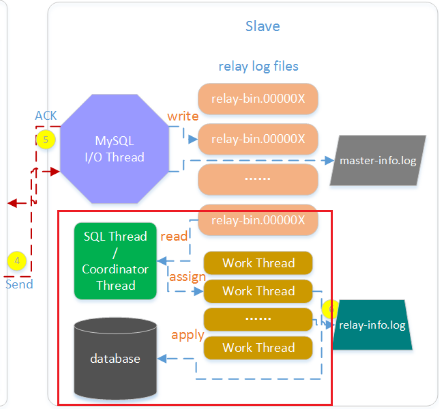 Slave
relay log files
relay-bin.00000X
ACK
write
5
MySQL
I/O Thread
relay-bin.00000X
master-info.log
......
relay-bin.00000X
4
Send
SQL Thread
/
Coordinator
Thread
read
assign
Work Thread
Work Thread
......
Work Thread
6
relay-info.log
apply
database